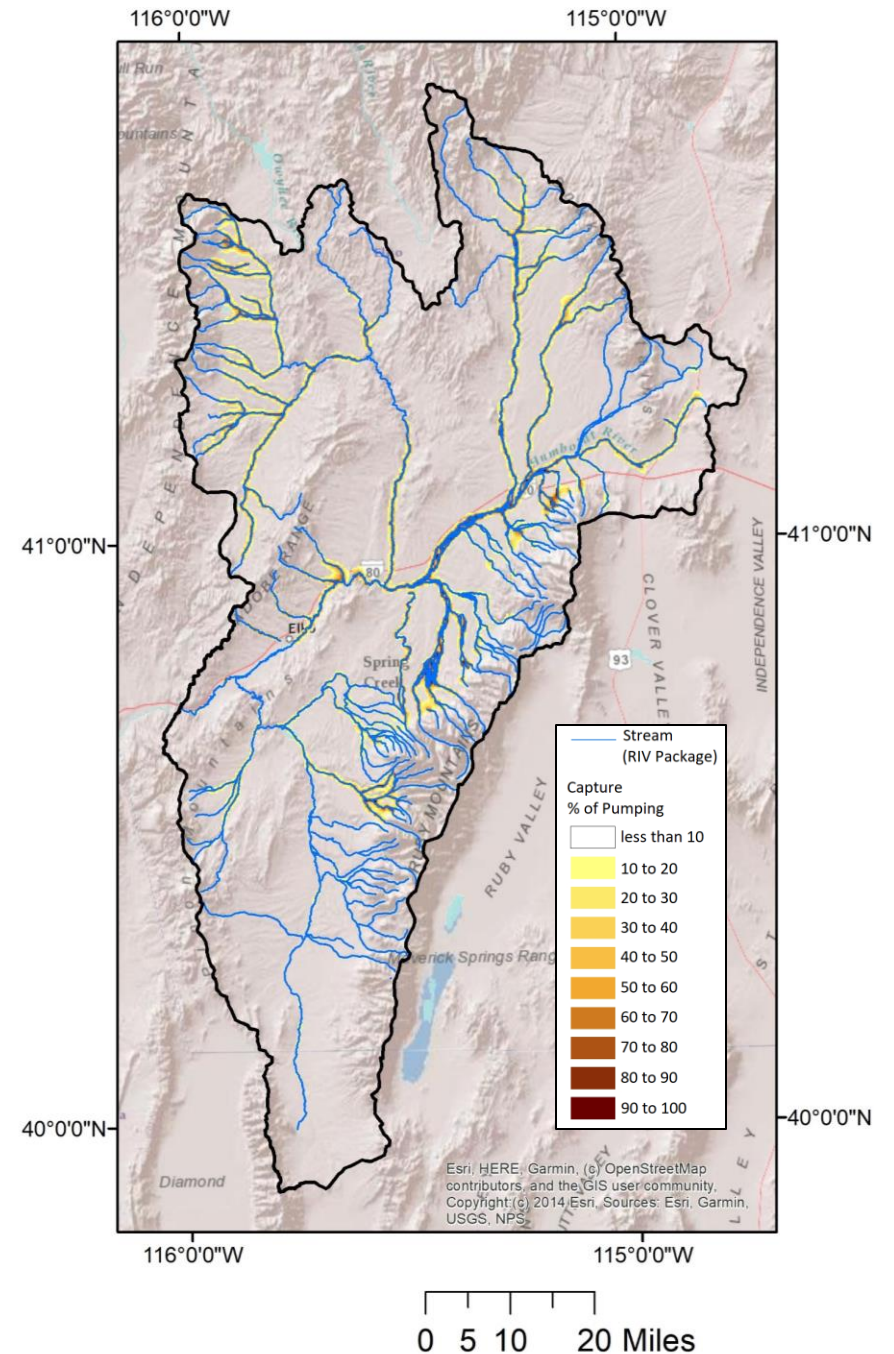 116°0'0"W 115°0'0"W
River
Owyhee
Humboldt River
41°0'0"N
41°0'0"N
80
93
INDEPENDENCE VALLEY
CLOVER VALLE
Spring
Creek
RUBY MOUNTAINS
RUBY VALLEY
Maverick Springs Rang
Stream
(RIV Package)
Capture
% of Pumping
less than 10
10 to 20
20 to 30
30 to 40
40 to 50
50 to 60
60 to 70
70 to 80
80 to 90
90 to 100
40°0'0"N
40°0'0"N
Diamond
Esri, HERE, Garmin, (c) OpenStreetMap
contributors, and the GIS user community,
Copyright:(c) 2014 Esri, Sources: Esri, Garmin,
USGS, NPS
116°0'0"W 115°0'0"W
0 5 10 20 Miles